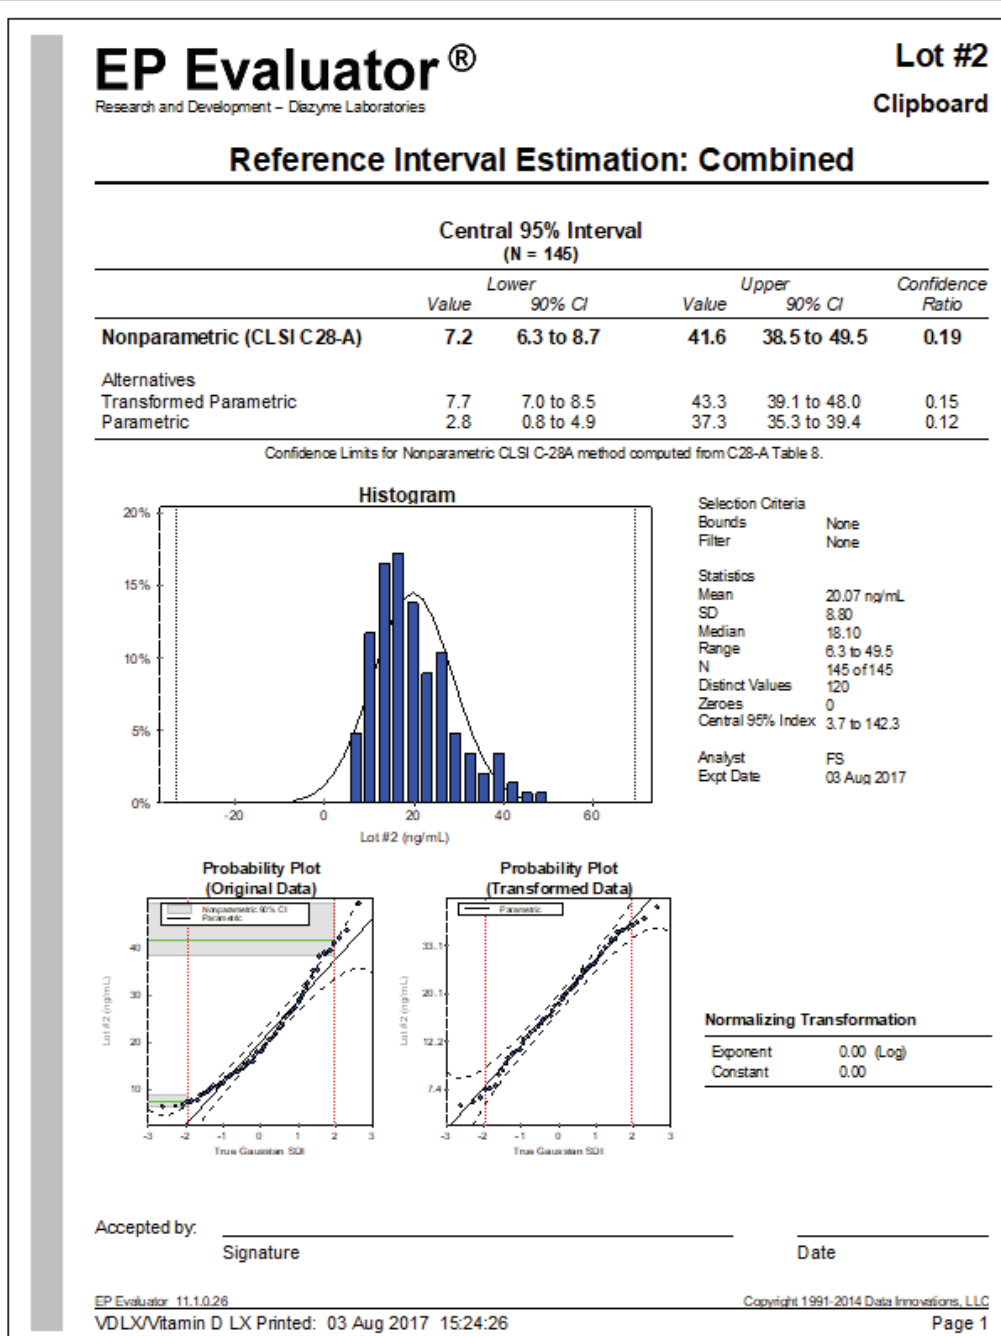 EP Evaluator ®
Lot #2
Research and Development – Diazyme Laboratories
Clipboard
Reference Interval Estimation: Combined
Central 95% Interval
(N = 145)
Lower Upper Confidence
Value 90% CI Value 90% CI Ratio
Nonparametric (CLSI C28-A) 7.2 6.3 to 8.7 41.6 38.5 to 49.5 0.19
Alternatives
Transformed Parametric 7.7 7.0 to 8.5 43.3 39.1 to 48.0 0.15
Parametric 2.8 0.8 to 4.9 37.3 35.3 to 39.4 0.12
Confidence Limits for Nonparametric CLSI C-28A method computed from C28-A Table 8.
Histogram
20%
15%
10%
5%
0%
-20 0 20 40 60
Lot #2 (ng/mL)
Selection Criteria
Bounds None
Filter None
Statistics
Mean 20.07 ng/mL
SD 8.80
Median 18.10
Range 6.3 to 49.5
N 145 of 145
Distinct Values 120
Zeroes 0
Central 95% Index 3.7 to 142.3
Analyst FS
Expt Date 03 Aug 2017
Probability Plot
(Original Data)
Nonparametric 90% CI
Parametric
40
30
20
10
Lot #2 (ng/mL)
-3 -2 -1 0 1 2 3
True Gaussian SDI
Probability Plot
(Transformed Data)
Parametric
33.1
20.1
12.2
7.4
Lot #2 (ng/mL)
-3 -2 -1 0 1 2 3
True Gaussian SDI
Normalizing Transformation
Exponent 0.00 (Log)
Constant 0.00
Accepted by:
Signature Date
EP Evaluator 11.1.0.26 Copyright 1991-2014 Data Innovations, LLC
VDLX/Vitamin D LX Printed: 03 Aug 2017 15:24:26 Page 1